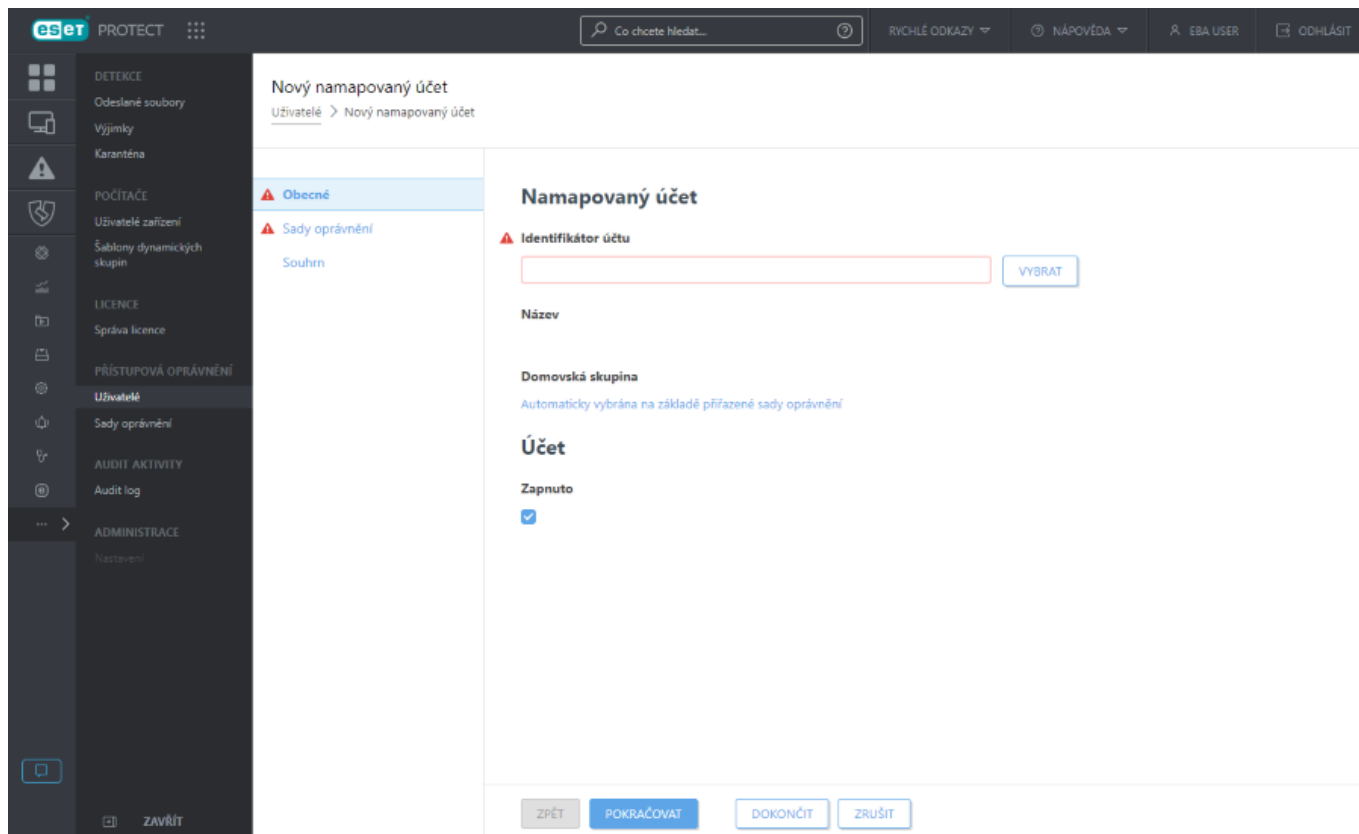 eset PROTECT
Co chcete hledat...
RYCHLÉ ODKAZY
NÁPOVĚDA
EBA USER
ODHLÁSIT
DETEKCE
Odeslané soubory
Výjimky
Karanténa
POČÍTAČE
Uživatelé zařízení
Šablony dynamických
skupin
LICENCE
Správa licence
PŘÍSTUPOVÁ OPRÁVNĚNÍ
Uživatelé
Sady oprávnění
AUDIT AKTIVITY
Audit log
ADMINISTRACE
Nastavení
ZAVŘÍT
Nový namapovaný účet
Uživatelé > Nový namapovaný účet
Obecné
Sady oprávnění
Souhrn
Namapovaný účet
Identifikátor účtu
VYBRAT
Název
Domovská skupina
Automaticky vybrána na základě přiřazené sady oprávnění
Účet
Zapnuto
ZPĚT
POKRAČOVAT
DOKONČIT
ZRUŠIT